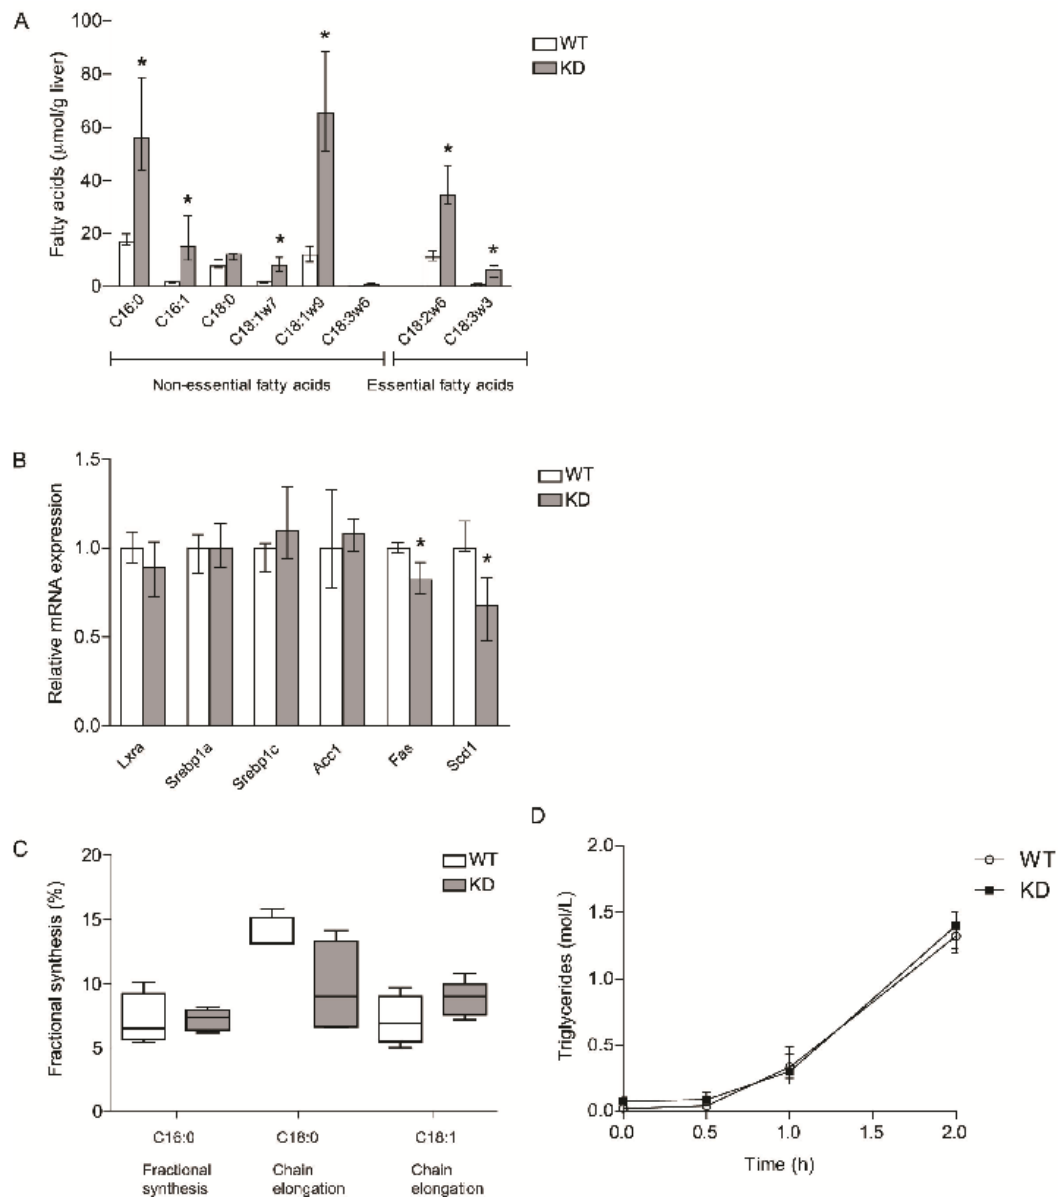 A
Fatty acids (μmol/g liver)
100
80
60
40
20
0
* * * * * *
WT
KD
C16:0 C16:1 C18:0 C18:1w7 C18:1w9 C18:3w6 C18:2w6 C18:3w3
Non-essential fatty acids Essential fatty acids
B
Relative mRNA expression
1.5
1.0
0.5
0.0
* *
WT
KD
Lxra Srebp1a Srebp1c Acc1 Fas Scd1
C
Fractional synthesis (%)
20
15
10
5
0
WT
KD
C16:0 C18:0 C18:1
Fractional Chain Chain
synthesis elongation elongation
D
Triglycerides (mol/L)
2.0
1.5
1.0
0.5
0.0
WT
KD
0.0 0.5 1.0 2.0
Time (h)